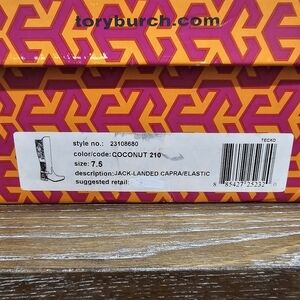 toryburch.com
style no.: 23108680
TECKO
color/code: COCONUT 210
size: 7.5
description: JACK-LANDED CAPRA/ELASTIC
suggested retail:
8 85427 25232